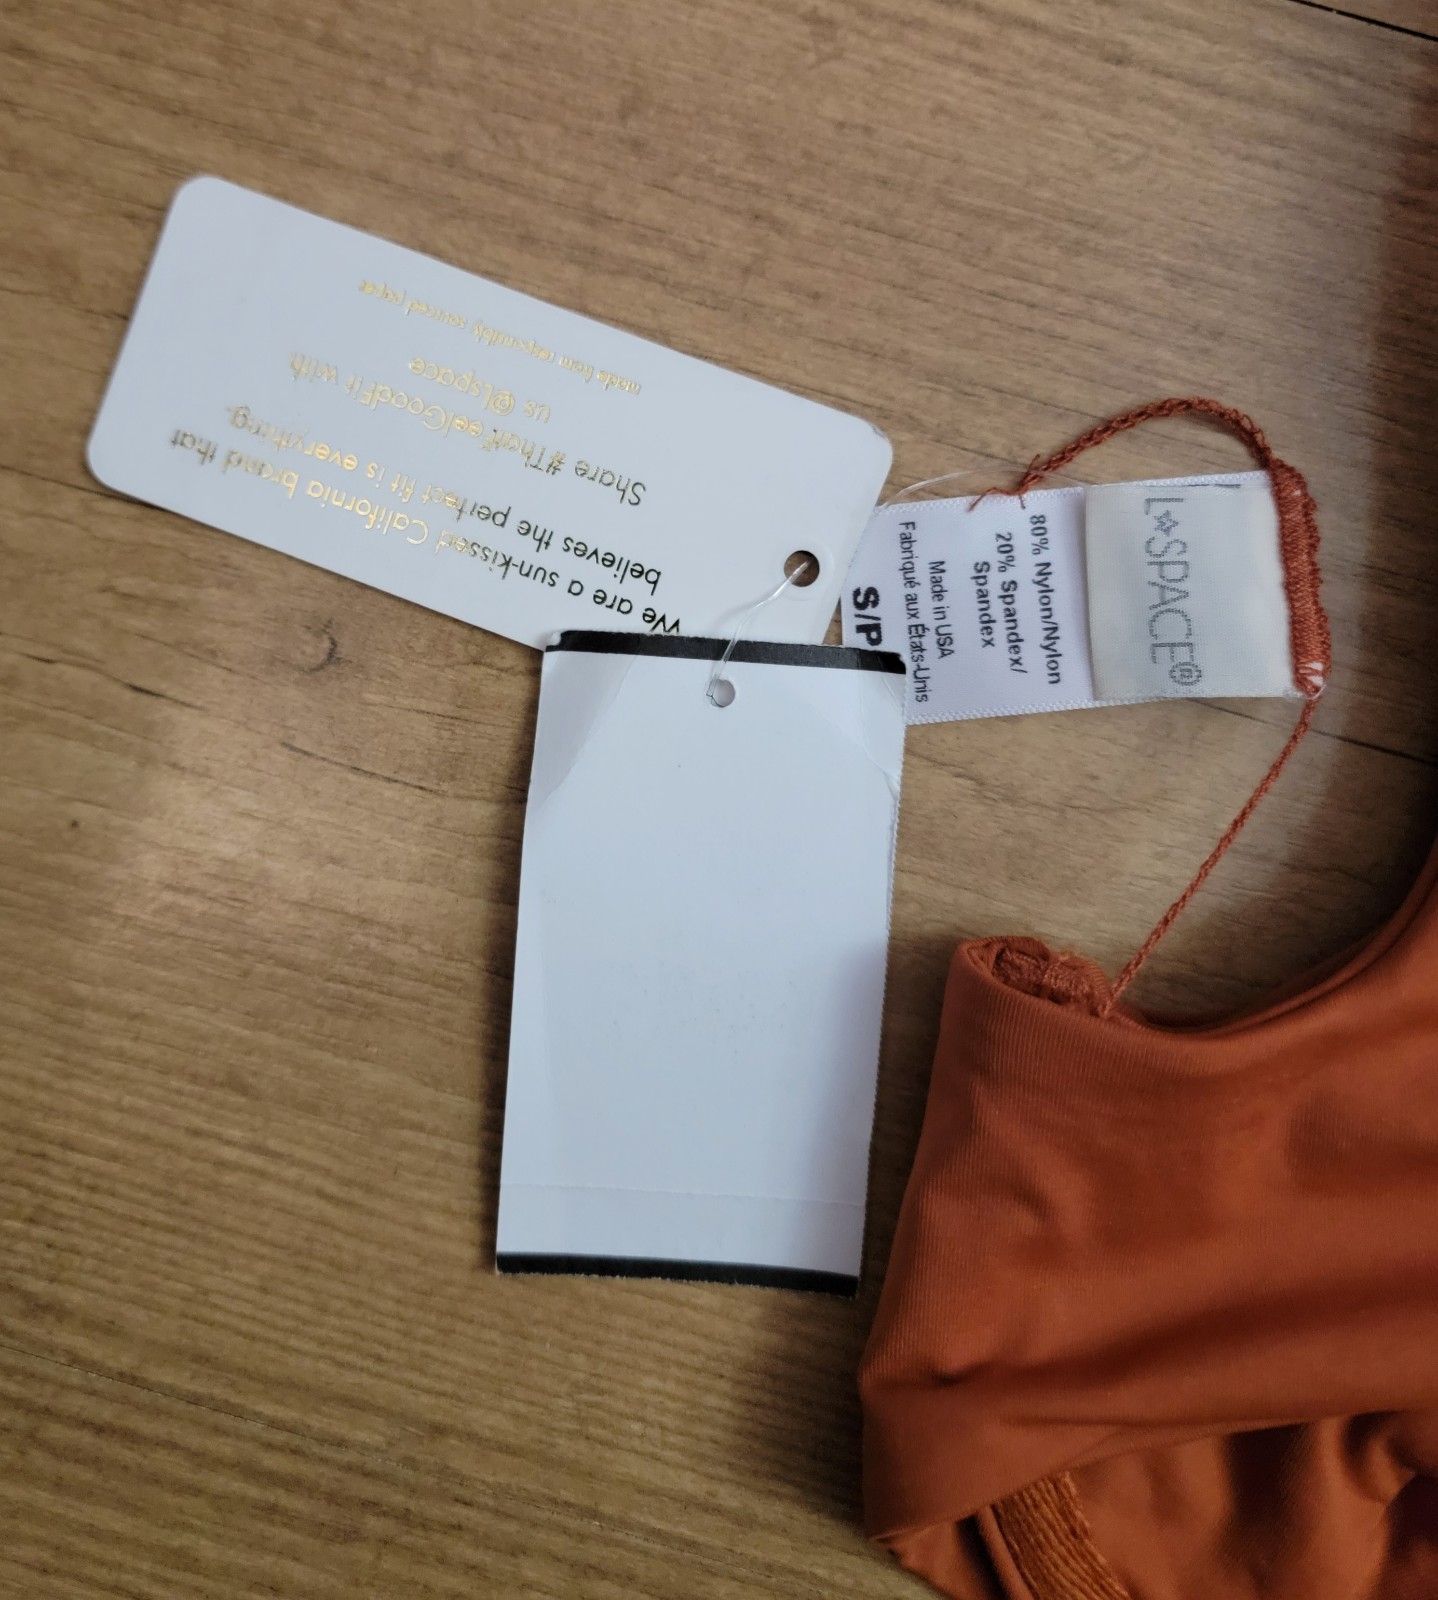 We are a sun-kissed California brand that
believes the perfect fit is everything.
Share #ThatFeelGoodFit with
us @lspace
made from responsibly sourced paper
L☆SPACE®
80% Nylon/Nylon
20% Spandex/
Spandex
Made in USA
Fabriqué aux États-Unis
S/P